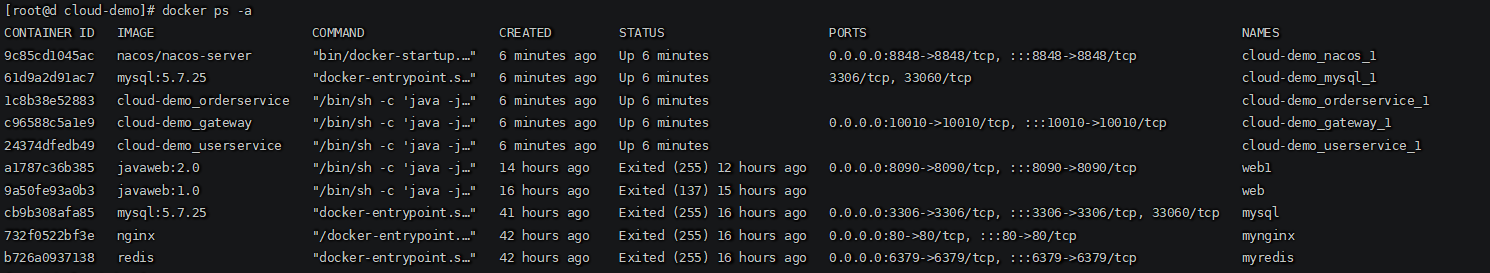 [root@d cloud-demo]# docker ps -a
CONTAINER ID   IMAGE                     COMMAND                  CREATED          STATUS                      PORTS                                                  NAMES
9c85cd1045ac   nacos/nacos-server        "bin/docker-startup.…"   6 minutes ago    Up 6 minutes                0.0.0.0:8848->8848/tcp, :::8848->8848/tcp              cloud-demo_nacos_1
61d9a2d91ac7   mysql:5.7.25              "docker-entrypoint.s…"   6 minutes ago    Up 6 minutes                3306/tcp, 33060/tcp                                    cloud-demo_mysql_1
1c8b38e52883   cloud-demo_orderservice   "/bin/sh -c 'java -j…"   6 minutes ago    Up 6 minutes                                                                       cloud-demo_orderservice_1
c96588c5a1e9   cloud-demo_gateway        "/bin/sh -c 'java -j…"   6 minutes ago    Up 6 minutes                0.0.0.0:10010->10010/tcp, :::10010->10010/tcp          cloud-demo_gateway_1
24374dfedb49   cloud-demo_userservice    "/bin/sh -c 'java -j…"   6 minutes ago    Up 6 minutes                                                                       cloud-demo_userservice_1
a1787c36b385   javaweb:2.0               "/bin/sh -c 'java -j…"   14 hours ago     Exited (255) 12 hours ago   0.0.0.0:8090->8090/tcp, :::8090->8090/tcp              web1
9a50fe93a0b3   javaweb:1.0               "/bin/sh -c 'java -j…"   16 hours ago     Exited (137) 15 hours ago                                                          web
cb9b308afa85   mysql:5.7.25              "docker-entrypoint.s…"   41 hours ago     Exited (255) 16 hours ago   0.0.0.0:3306->3306/tcp, :::3306->3306/tcp, 33060/tcp   mysql
732f0522bf3e   nginx                     "/docker-entrypoint.…"   42 hours ago     Exited (255) 16 hours ago   0.0.0.0:80->80/tcp, :::80->80/tcp                      mynginx
b726a0937138   redis                     "docker-entrypoint.s…"   42 hours ago     Exited (255) 16 hours ago   0.0.0.0:6379->6379/tcp, :::6379->6379/tcp              myredis